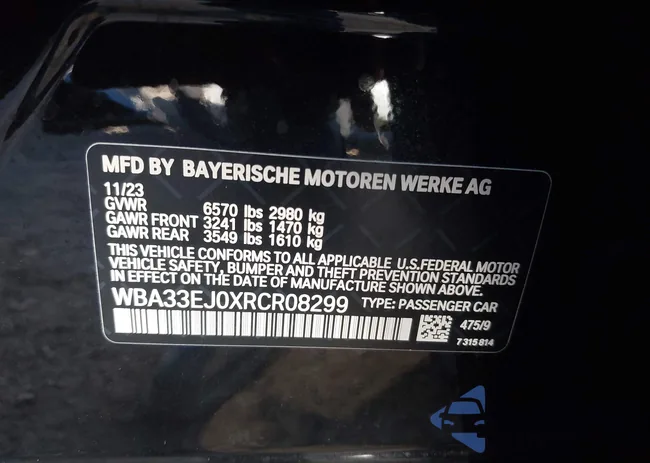 MFD BY BAYERISCHE MOTOREN WERKE AG
11/23
GVWR 6570 lbs 2980 kg
GAWR FRONT 3241 lbs 1470 kg
GAWR REAR 3549 lbs 1610 kg
THIS VEHICLE CONFORMS TO ALL APPLICABLE U.S.FEDERAL MOTOR
VEHICLE SAFETY, BUMPER AND THEFT PREVENTION STANDARDS
IN EFFECT ON THE DATE OF MANUFACTURE SHOWN ABOVE.
WBA33EJ0XRCR08299 TYPE: PASSENGER CAR
475/9
7315814